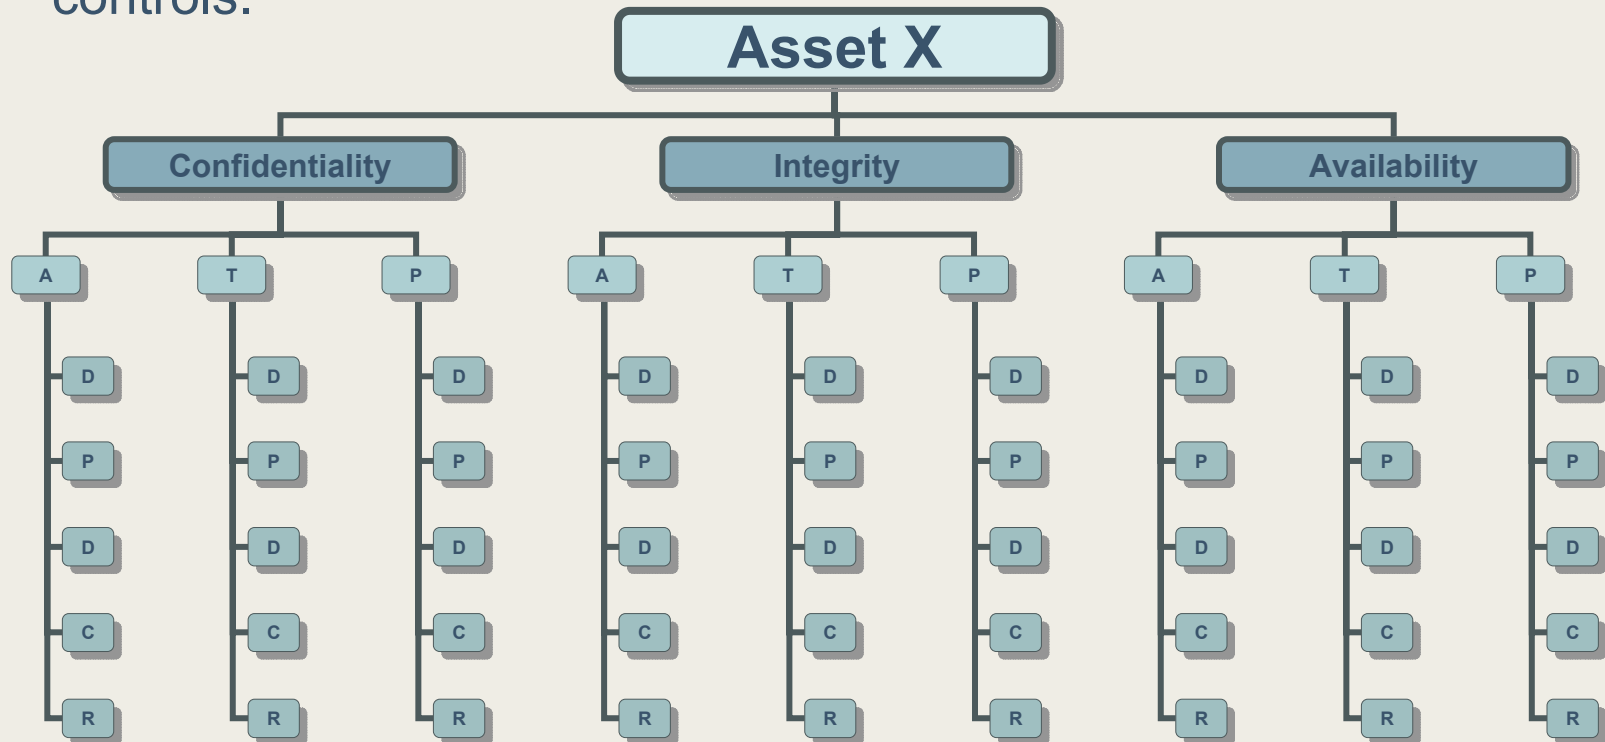 controls.
Asset X
Confidentiality Integrity Availability
A T P A T P A T P
D D D D D D D D D
P P P P P P P P P
D D D D D D D D D
C C C C C C C C C
R R R R R R R R R